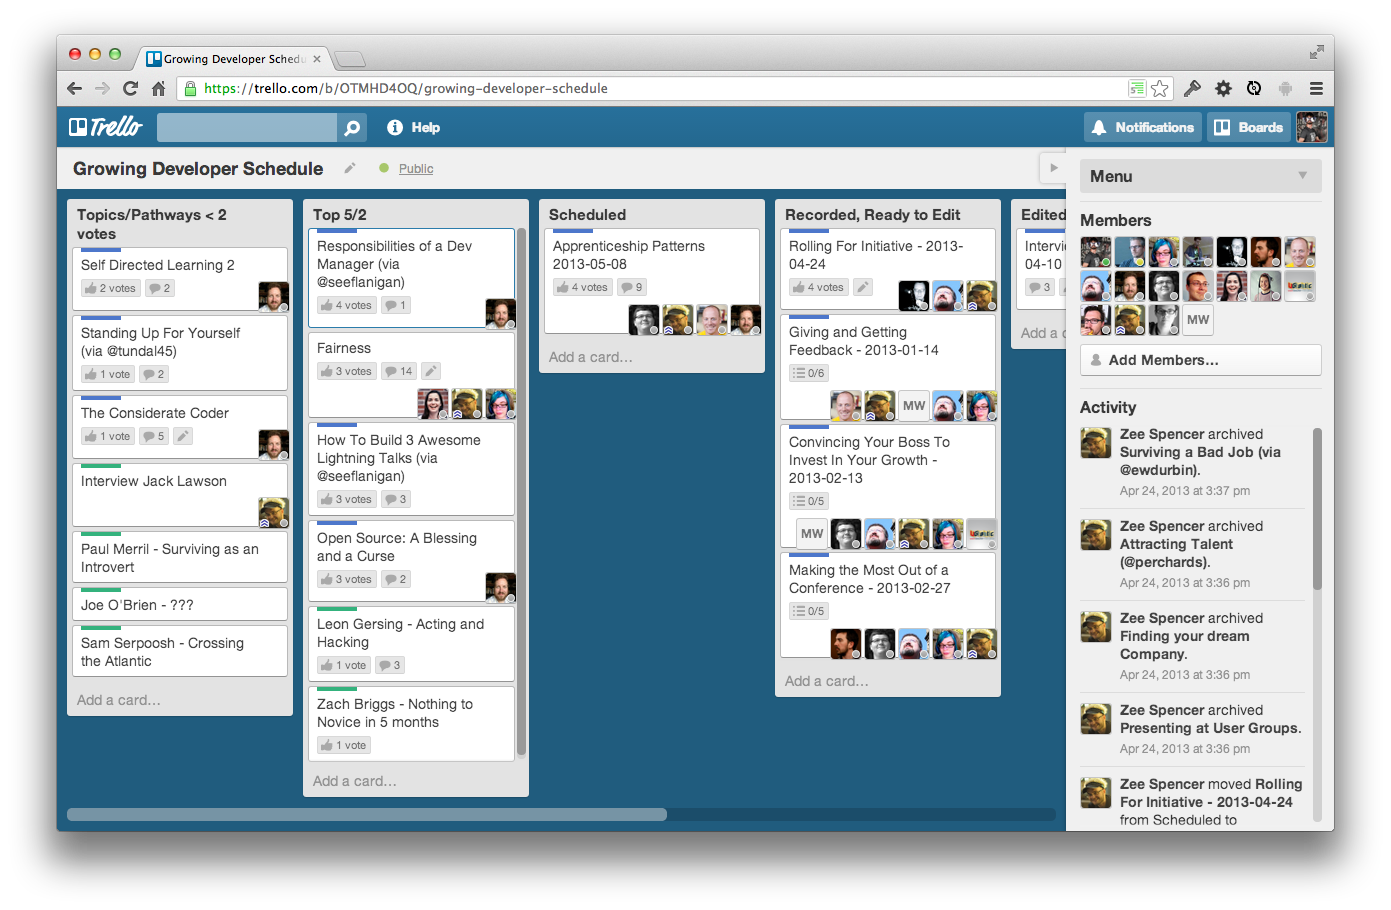 Growing Developer Schedu
https://trello.com/b/OTMHD4OQ/growing-developer-schedule
Trello
Help
Notifications
Boards
Growing Developer Schedule
Public
Topics/Pathways < 2
votes
Self Directed Learning 2
2 votes
2
Standing Up For Yourself
(via @tundal45)
1 vote
2
The Considerate Coder
1 vote
5
Interview Jack Lawson
Paul Merril - Surviving as an
Introvert
Joe O'Brien - ???
Sam Serpoosh - Crossing
the Atlantic
Add a card...
Top 5/2
Responsibilities of a Dev
Manager (via
@seeflanigan)
4 votes
1
Fairness
3 votes
14
How To Build 3 Awesome
Lightning Talks (via
@seeflanigan)
3 votes
3
Open Source: A Blessing
and a Curse
3 votes
2
Leon Gersing - Acting and
Hacking
1 vote
3
Zach Briggs - Nothing to
Novice in 5 months
1 vote
Add a card...
Scheduled
Apprenticeship Patterns
2013-05-08
4 votes
9
Add a card...
Recorded, Ready to Edit
Rolling For Initiative - 2013-
04-24
4 votes
Giving and Getting
Feedback - 2013-01-14
0/6
MW
Convincing Your Boss To
Invest In Your Growth -
2013-02-13
0/5
MW
Making the Most Out of a
Conference - 2013-02-27
0/5
Add a card...
Edited
Intervi
04-10
3
Add a c
Menu
Members
MW
Add Members...
Activity
Zee Spencer archived
Surviving a Bad Job (via
@ewdurbin).
Apr 24, 2013 at 3:37 pm
Zee Spencer archived
Attracting Talent
(@perchards).
Apr 24, 2013 at 3:36 pm
Zee Spencer archived
Finding your dream
Company.
Apr 24, 2013 at 3:36 pm
Zee Spencer archived
Presenting at User Groups.
Apr 24, 2013 at 3:36 pm
Zee Spencer moved Rolling
For Initiative - 2013-04-24
from Scheduled to